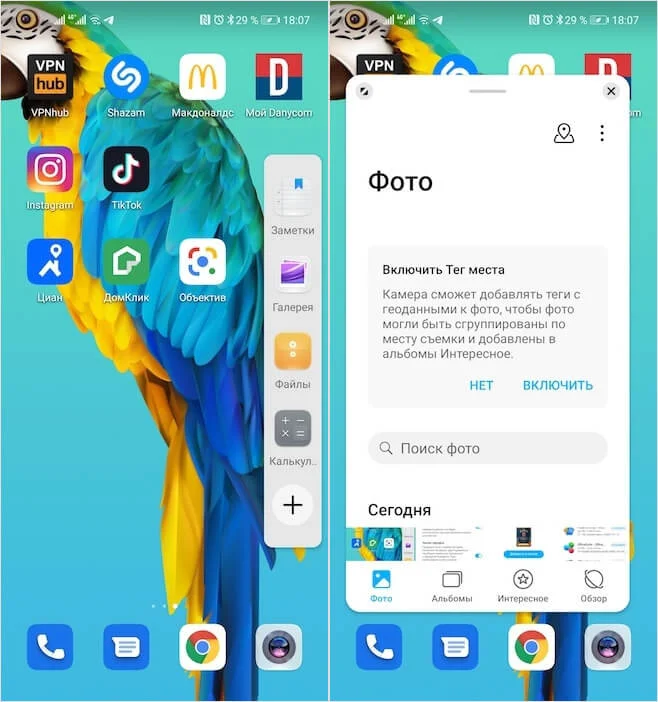 29 % 18:07
VPN
hub
VPNhub
Shazam
Макдоналдс
Мой Danycom
Instagram
TikTok
Циан
ДомКлик
Объектив
Заметки
Галерея
Файлы
Калькул..
29 % 18:07
VPN
Фото
Включить Тег места
Камера сможет добавлять теги с
геоданными к фото, чтобы фото
могли быть сгруппированы по
месту съемки и добавлены в
альбомы Интересное.
НЕТ
ВКЛЮЧИТЬ
Поиск фото
Сегодня
Фото
Альбомы
Интересное
Обзор